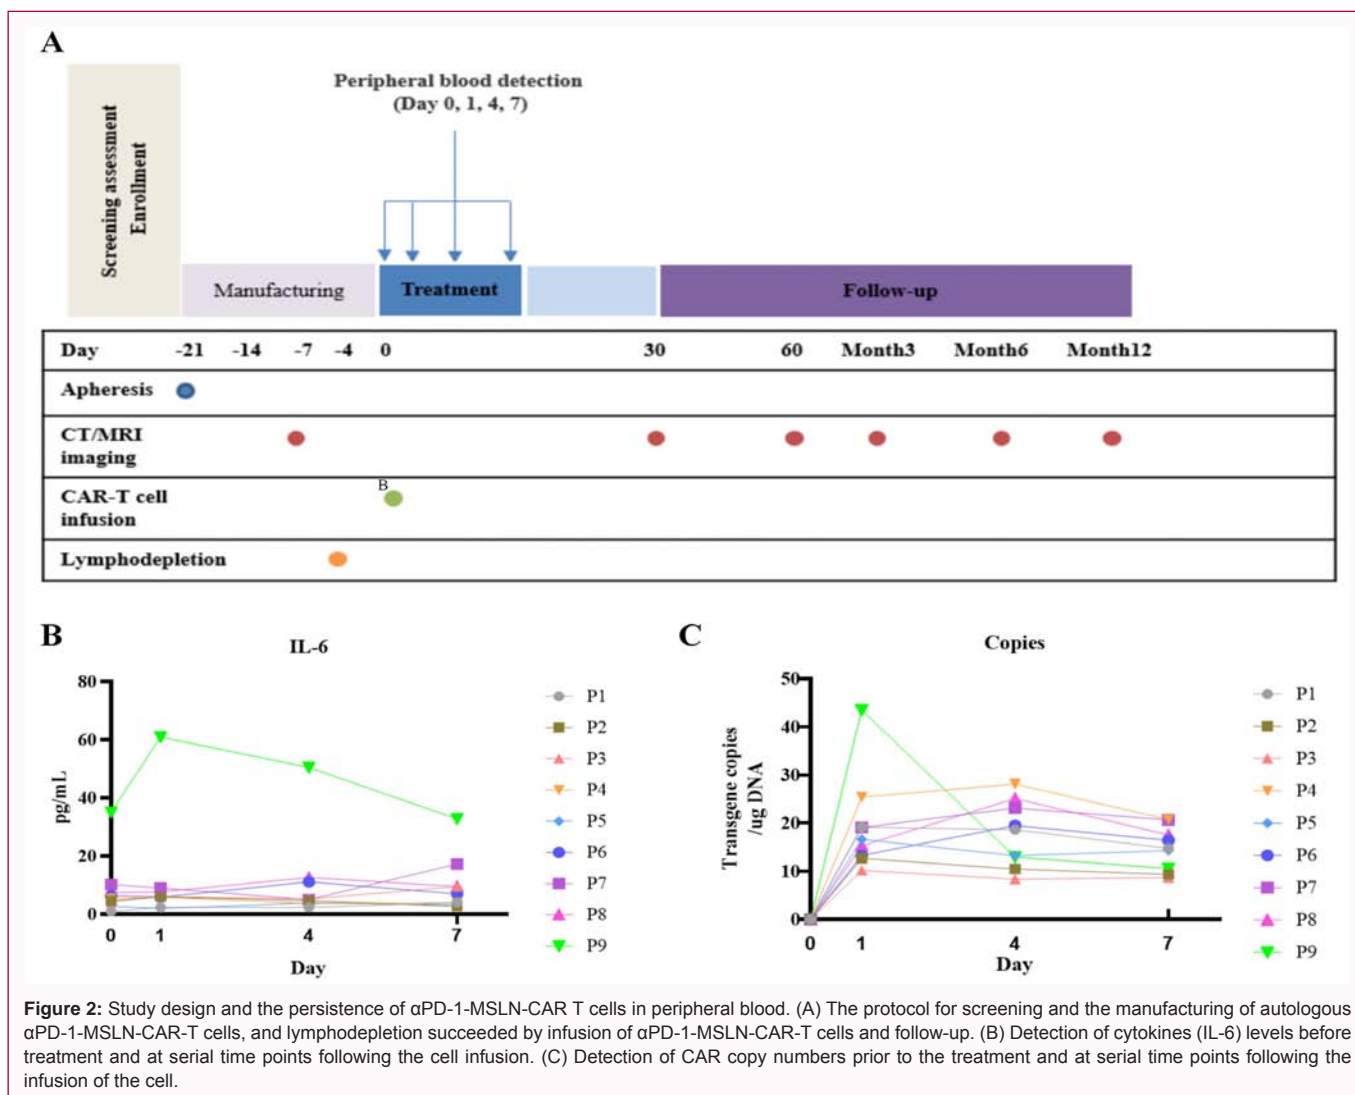 A
Screening assessment
Enrollment
Peripheral blood detection
(Day 0, 1, 4, 7)
Manufacturing
Treatment
Follow-up
Day -21 -14 -7 -4 0 30 60 Month3 Month6 Month12
Apheresis
CT/MRI
imaging
CAR-T cell
infusion
B
Lymphodepletion
B
IL-6
pg/mL
80
60
40
20
0
0 1 4 7
Day
P1
P2
P3
P4
P5
P6
P7
P8
P9
C
Copies
Transgene copies
/ug DNA
50
40
30
20
10
0
0 1 4 7
Day
P1
P2
P3
P4
P5
P6
P7
P8
P9
Figure 2: Study design and the persistence of αPD-1-MSLN-CAR T cells in peripheral blood. (A) The protocol for screening and the manufacturing of autologous
αPD-1-MSLN-CAR-T cells, and lymphodepletion succeeded by infusion of αPD-1-MSLN-CAR-T cells and follow-up. (B) Detection of cytokines (IL-6) levels before
treatment and at serial time points following the cell infusion. (C) Detection of CAR copy numbers prior to the treatment and at serial time points following the
infusion of the cell.